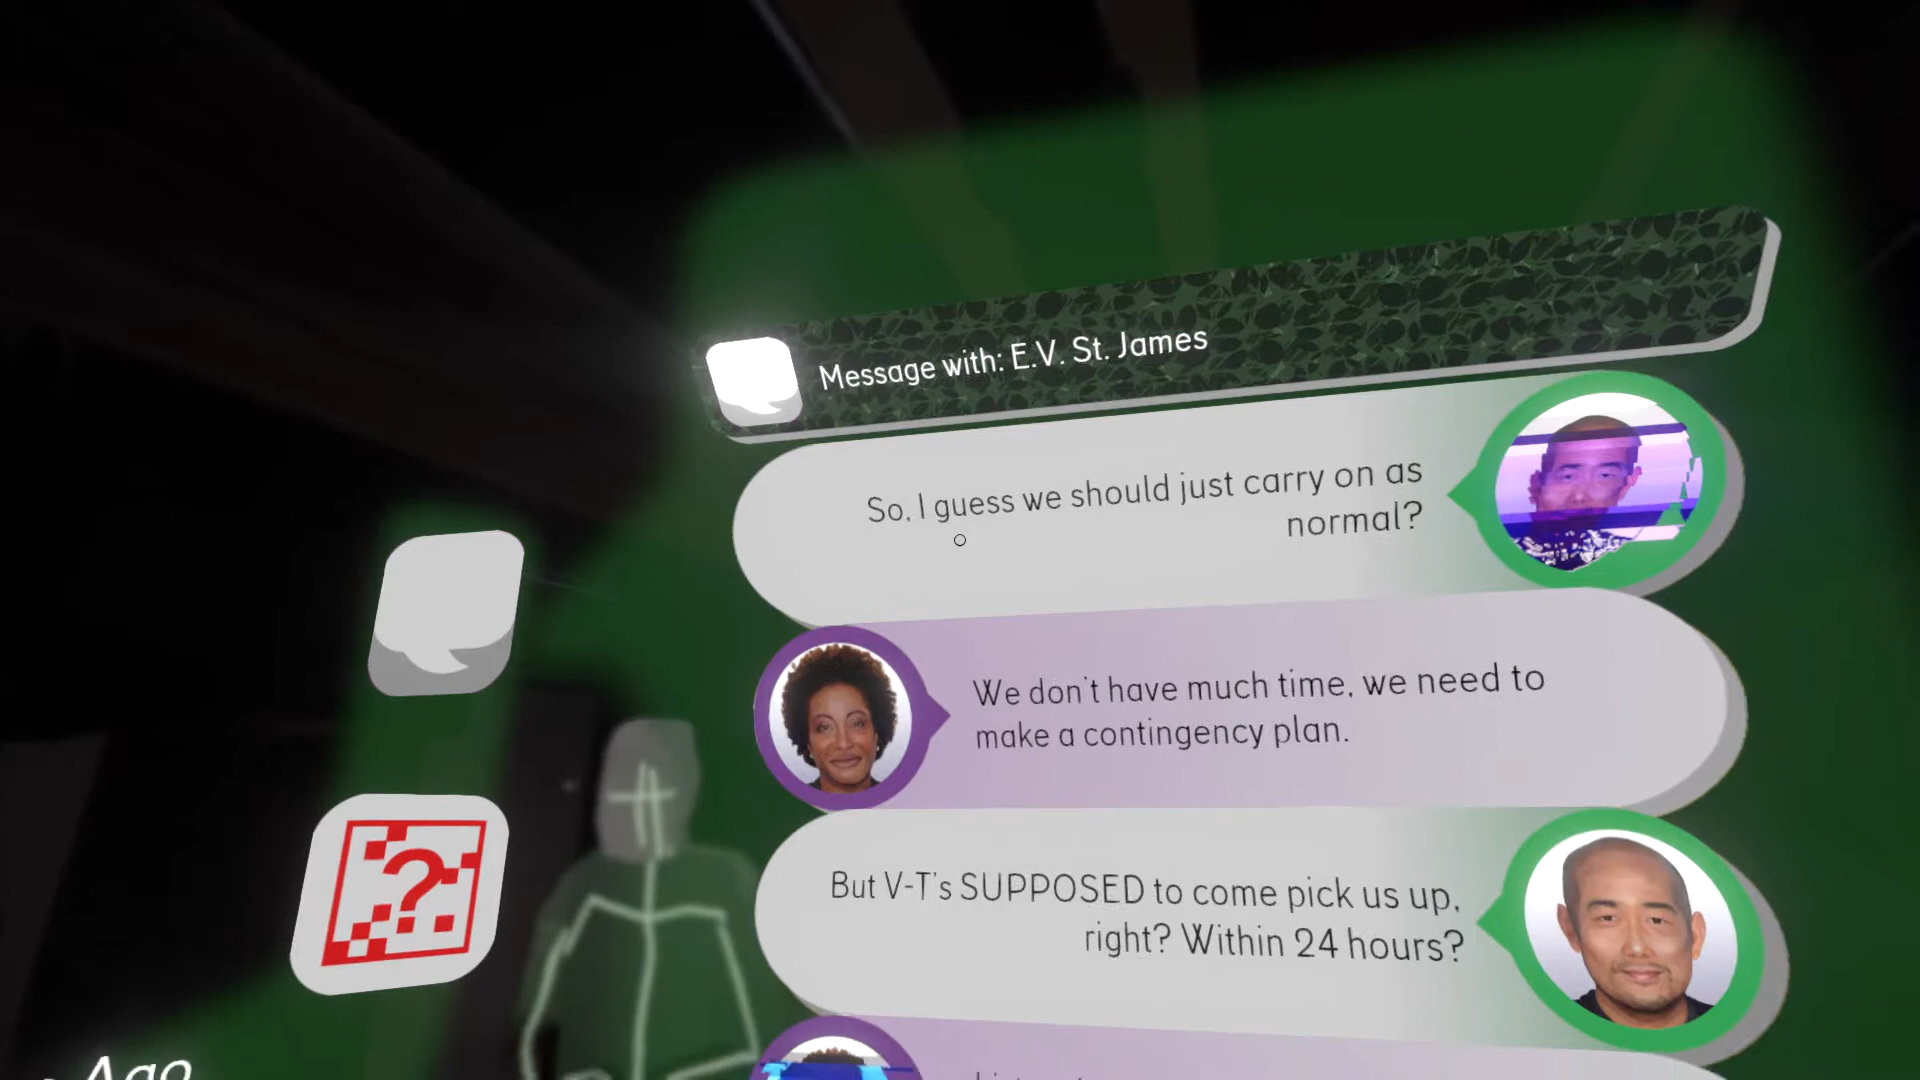 Message with: E.V. St. James
So, I guess we should just carry on as
normal?
We don't have much time, we need to
make a contingency plan.
But V-T's SUPPOSED to come pick us up,
right? Within 24 hours?
?
Ago